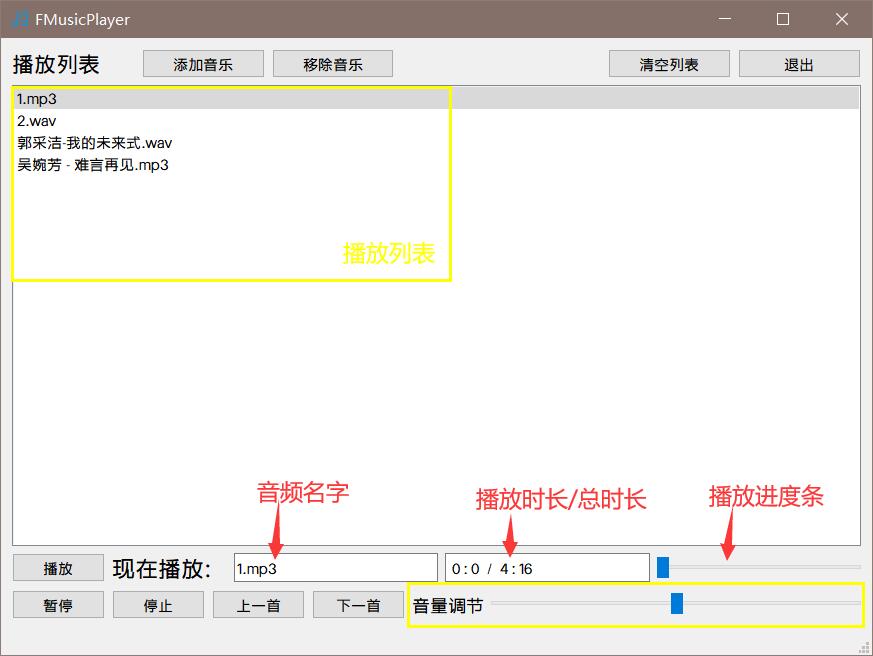 FMusicPlayer
播放列表 添加音乐 移除音乐 清空列表 退出
1.mp3
2.wav
郭采洁-我的未来式.wav
吴婉芳 - 难言再见.mp3
播放列表
音频名字 播放时长/总时长 播放进度条
播放 现在播放： 1.mp3 0:0 / 4:16
暂停 停止 上一首 下一首 音量调节